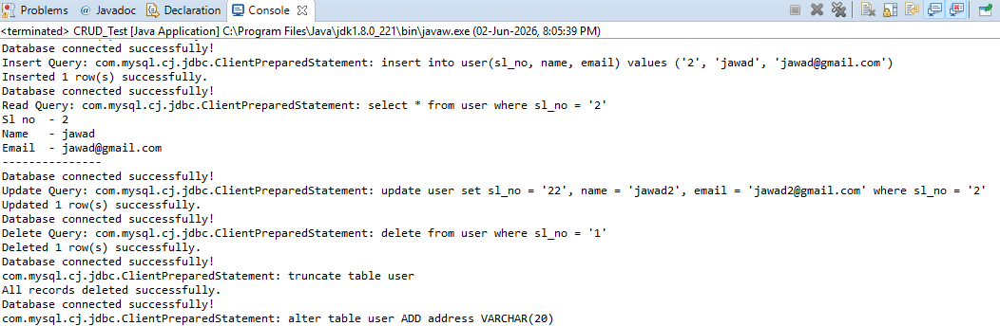 Problems @ Javadoc Declaration Console
<terminated> CRUD_Test [Java Application] C:\Program Files\Java\jdk1.8.0_221\bin\javaw.exe (02-Jun-2026, 8:05:39 PM)
Database connected successfully!
Insert Query: com.mysql.cj.jdbc.ClientPreparedStatement: insert into user(sl_no, name, email) values ('2', 'jawad', 'jawad@gmail.com')
Inserted 1 row(s) successfully.
Database connected successfully!
Read Query: com.mysql.cj.jdbc.ClientPreparedStatement: select * from user where sl_no = '2'
Sl no  - 2
Name   - jawad
Email  - jawad@gmail.com
---------------
Database connected successfully!
Update Query: com.mysql.cj.jdbc.ClientPreparedStatement: update user set sl_no = '22', name = 'jawad2', email = 'jawad2@gmail.com' where sl_no = '2'
Updated 1 row(s) successfully.
Database connected successfully!
Delete Query: com.mysql.cj.jdbc.ClientPreparedStatement: delete from user where sl_no = '1'
Deleted 1 row(s) successfully.
Database connected successfully!
com.mysql.cj.jdbc.ClientPreparedStatement: truncate table user
All records deleted successfully.
Database connected successfully!
com.mysql.cj.jdbc.ClientPreparedStatement: alter table user ADD address VARCHAR(20)